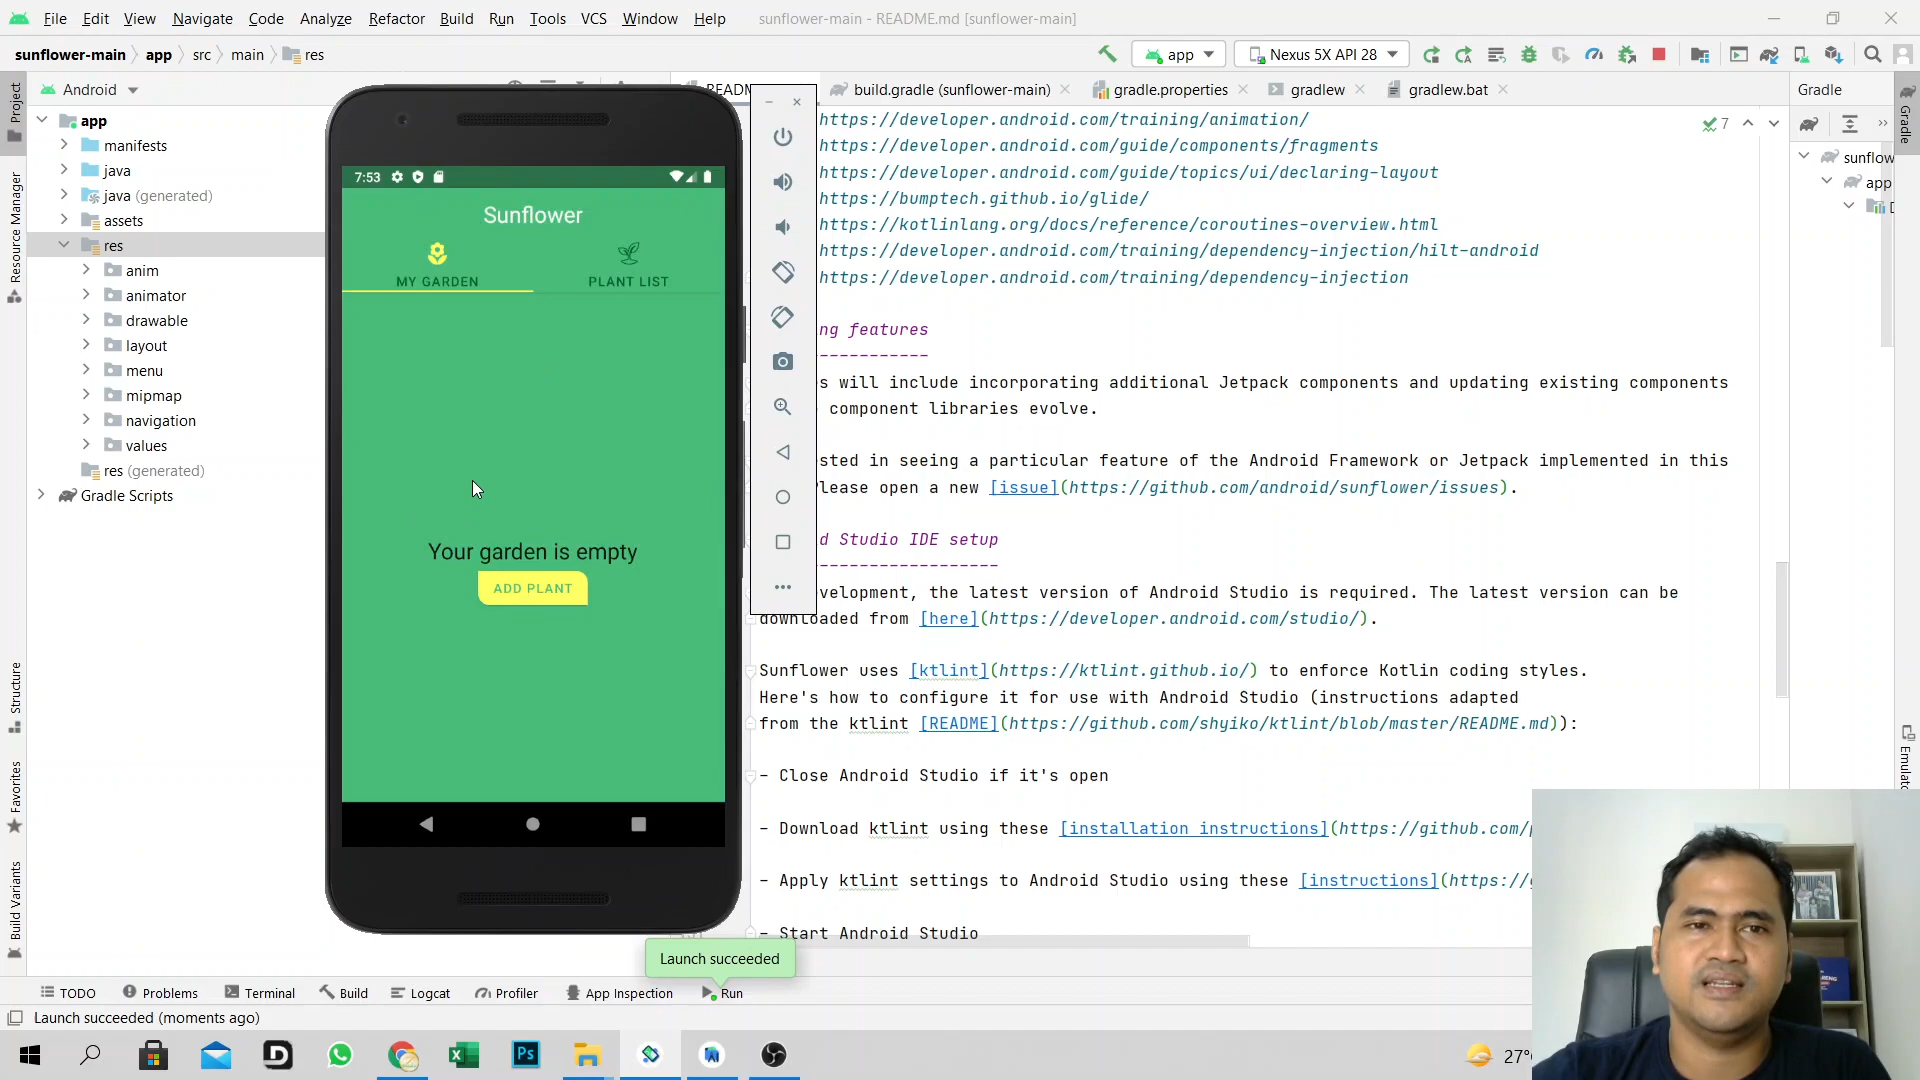 File Edit View Navigate Code Analyze Refactor Build Run Tools VCS Window Help sunflower-main - README.md [sunflower-main]
sunflower-main app src main res
app Nexus 5X API 28
Project
Resource Manager
Structure
Favorites
Build Variants
Android
app
manifests
java
java (generated)
assets
res
anim
animator
drawable
layout
menu
mipmap
navigation
values
res (generated)
Gradle Scripts
7:53
Sunflower
MY GARDEN PLANT LIST
Your garden is empty
ADD PLANT
build.gradle (sunflower-main) gradle.properties gradlew gradlew.bat
7
https://developer.android.com/training/animation/
https://developer.android.com/guide/components/fragments
https://developer.android.com/guide/topics/ui/declaring-layout
https://bumptech.github.io/glide/
https://kotlinlang.org/docs/reference/coroutines-overview.html
https://developer.android.com/training/dependency-injection/hilt-android
https://developer.android.com/training/dependency-injection
ng features
-----------
s will include incorporating additional Jetpack components and updating existing components
component libraries evolve.
sted in seeing a particular feature of the Android Framework or Jetpack implemented in this
lease open a new [issue](https://github.com/android/sunflower/issues).
d Studio IDE setup
------------------
evelopment, the latest version of Android Studio is required. The latest version can be
downloaded from [here](https://developer.android.com/studio/).
Sunflower uses [ktlint](https://ktlint.github.io/) to enforce Kotlin coding styles.
Here's how to configure it for use with Android Studio (instructions adapted
from the ktlint [README](https://github.com/shyiko/ktlint/blob/master/README.md)):
- Close Android Studio if it's open
- Download ktlint using these [installation instructions](https://github.com/
- Apply ktlint settings to Android Studio using these [instructions](https://
- Start Android Studio
Gradle
sunflow
app
Gradle
Emulator
Launch succeeded
TODO Problems Terminal Build Logcat Profiler App Inspection Run
Launch succeeded (moments ago)
Ps
27°